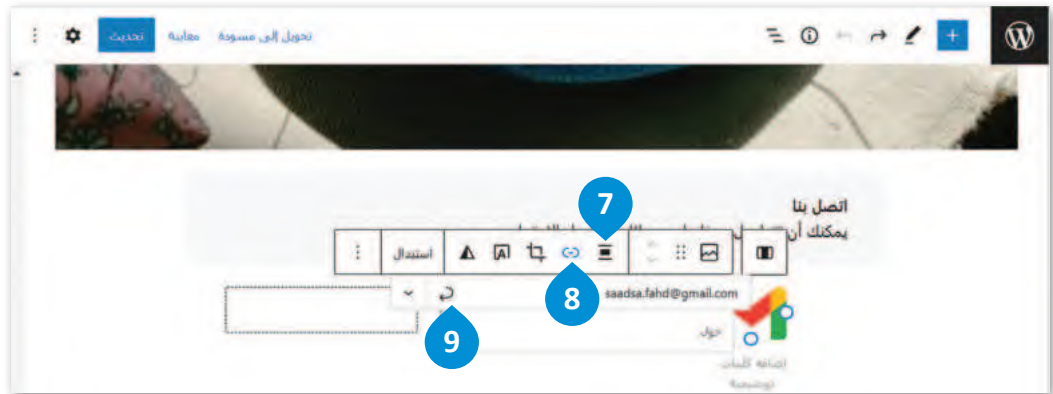 تحويل إلى مسودة معاينة تحديث
اتصل بنا
يمكنك أن
7
استبدال
8
saadsa.fahd@gmail.com
9
حول
إضافة كلمات
توضيحية